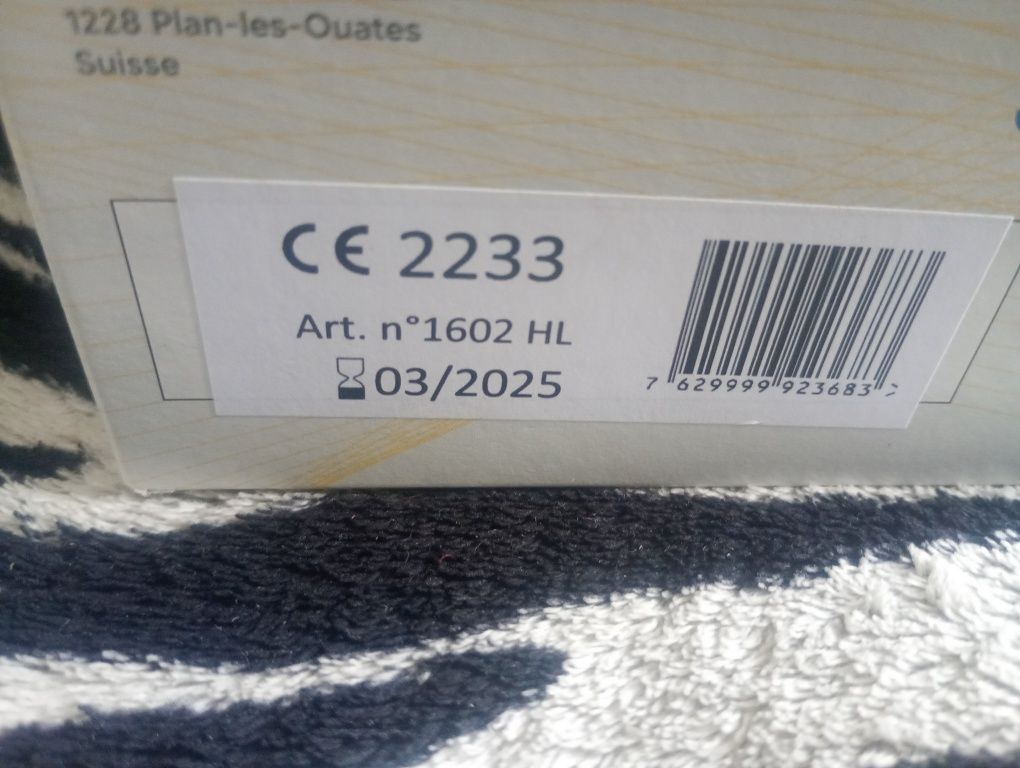 1228 Plan-les-Ouates
Suisse
CE 2233
Art. n°1602 HL
03/2025
7 629999 923683 >